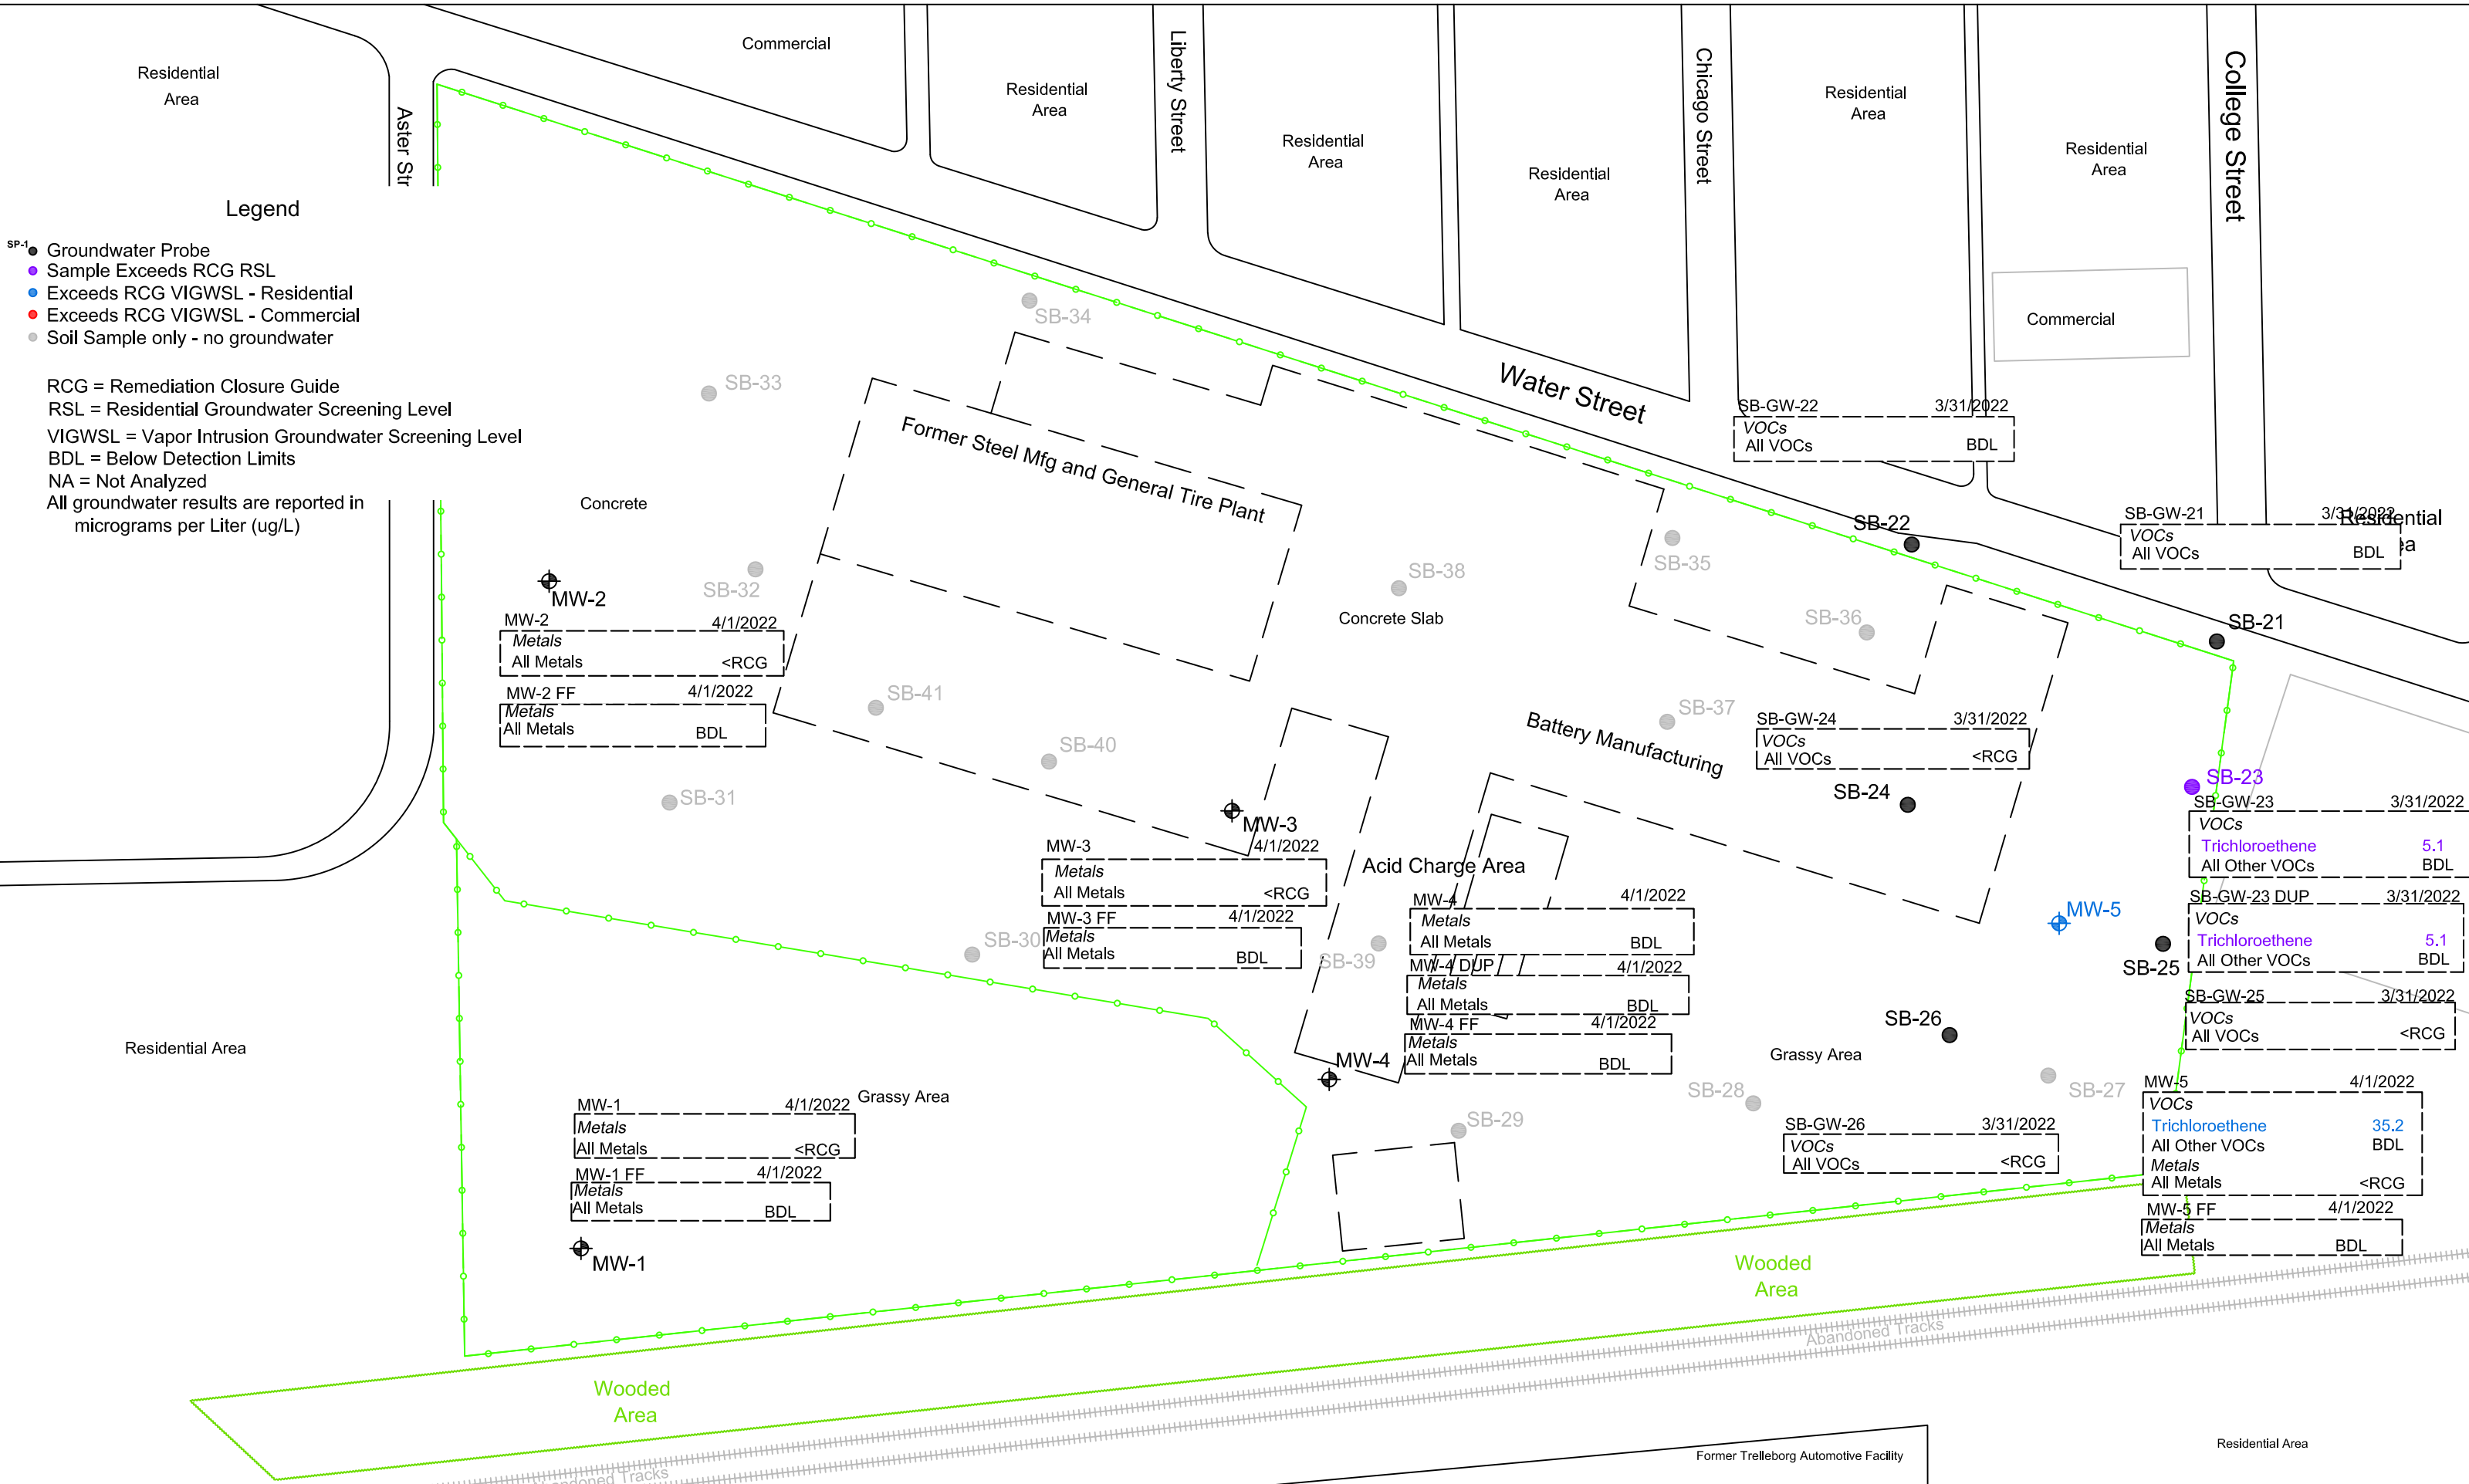 Residential
Area
Commercial
Residential
Area
Liberty Street
Residential
Area
Residential
Area
Chicago Street
Residential
Area
Residential
Area
College Street
Commercial
Aster Str
Legend
SP-1
Groundwater Probe
Sample Exceeds RCG RSL
Exceeds RCG VIGWSL - Residential
Exceeds RCG VIGWSL - Commercial
Soil Sample only - no groundwater
RCG = Remediation Closure Guide
RSL = Residential Groundwater Screening Level
VIGWSL = Vapor Intrusion Groundwater Screening Level
BDL = Below Detection Limits
NA = Not Analyzed
All groundwater results are reported in
micrograms per Liter (ug/L)
SB-34
SB-33
Water Street
Former Steel Mfg and General Tire Plant
Concrete
SB-GW-22 3/31/2022
VOCs
All VOCs BDL
SB-22
SB-GW-21 3/31/2022
VOCs
All VOCs BDL
Residential
SB-21
SB-35
SB-36
SB-38
Concrete Slab
SB-32
MW-2
MW-2 4/1/2022
Metals
All Metals <RCG
MW-2 FF 4/1/2022
Metals
All Metals BDL
SB-41
SB-40
SB-31
SB-37
Battery Manufacturing
SB-GW-24 3/31/2022
VOCs
All VOCs <RCG
SB-24
SB-23
SB-GW-23 3/31/2022
VOCs
Trichloroethene 5.1
All Other VOCs BDL
SB-GW-23 DUP 3/31/2022
VOCs
Trichloroethene 5.1
All Other VOCs BDL
SB-GW-25 3/31/2022
VOCs
All VOCs <RCG
MW-3
MW-3 4/1/2022
Metals
All Metals <RCG
MW-3 FF 4/1/2022
Metals
All Metals BDL
SB-30
SB-39
Acid Charge Area
MW-4 4/1/2022
Metals
All Metals BDL
MW-4 DUP 4/1/2022
Metals
All Metals BDL
MW-4 FF 4/1/2022
Metals
All Metals BDL
MW-4
MW-5
SB-25
SB-26
Grassy Area
SB-27
SB-28
SB-29
SB-GW-26 3/31/2022
VOCs
All VOCs <RCG
MW-5 4/1/2022
VOCs
Trichloroethene 35.2
All Other VOCs BDL
Metals
All Metals <RCG
MW-5 FF 4/1/2022
Metals
All Metals BDL
Residential Area
Grassy Area
MW-1 4/1/2022
Metals
All Metals <RCG
MW-1 FF 4/1/2022
Metals
All Metals BDL
MW-1
Wooded
Area
Wooded
Area
Abandoned Tracks
Tracks
Former Trelleborg Automotive Facility
Residential Area